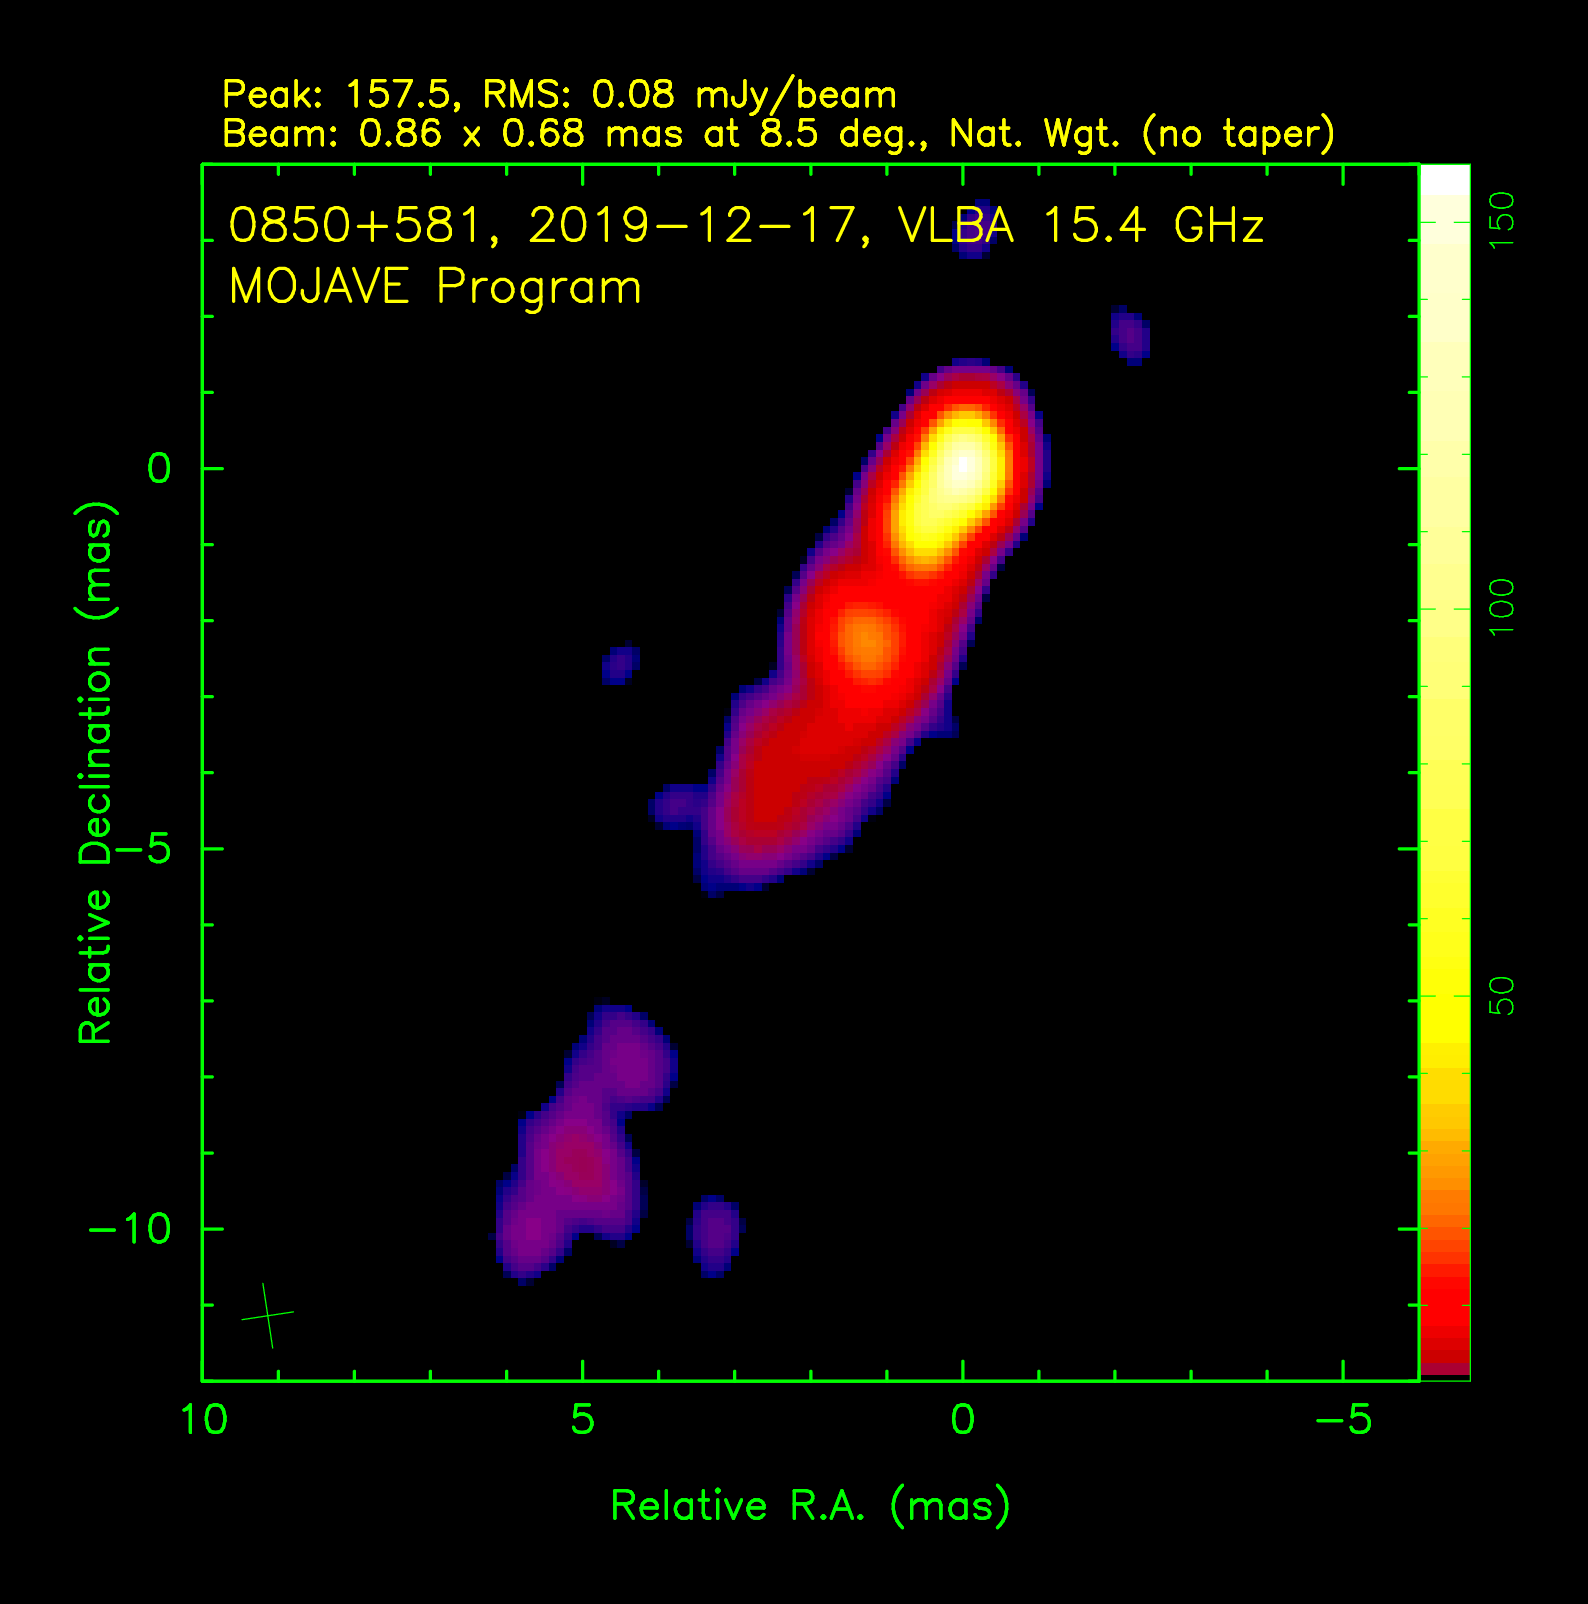 Peak: 157.5, RMS: 0.08 mJy/beam
Beam: 0.86 x 0.68 mas at 8.5 deg., Nat. Wgt. (no taper)
0850+581, 2019-12-17, VLBA 15.4 GHz
MOJAVE Program
Relative Declination (mas)
0
-5
-10
10
5
0
-5
Relative R.A. (mas)
150
100
50